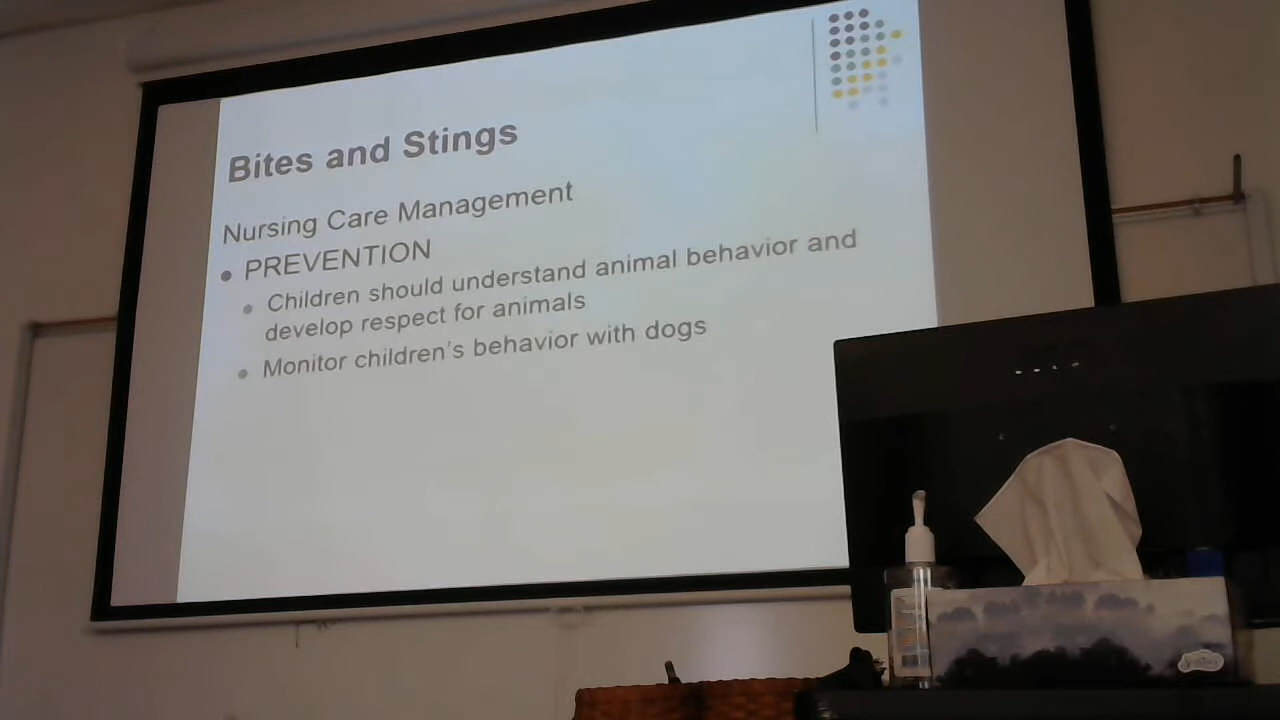 Bites and Stings
Nursing Care Management
• PREVENTION
• Children should understand animal behavior and
develop respect for animals
• Monitor children's behavior with dogs